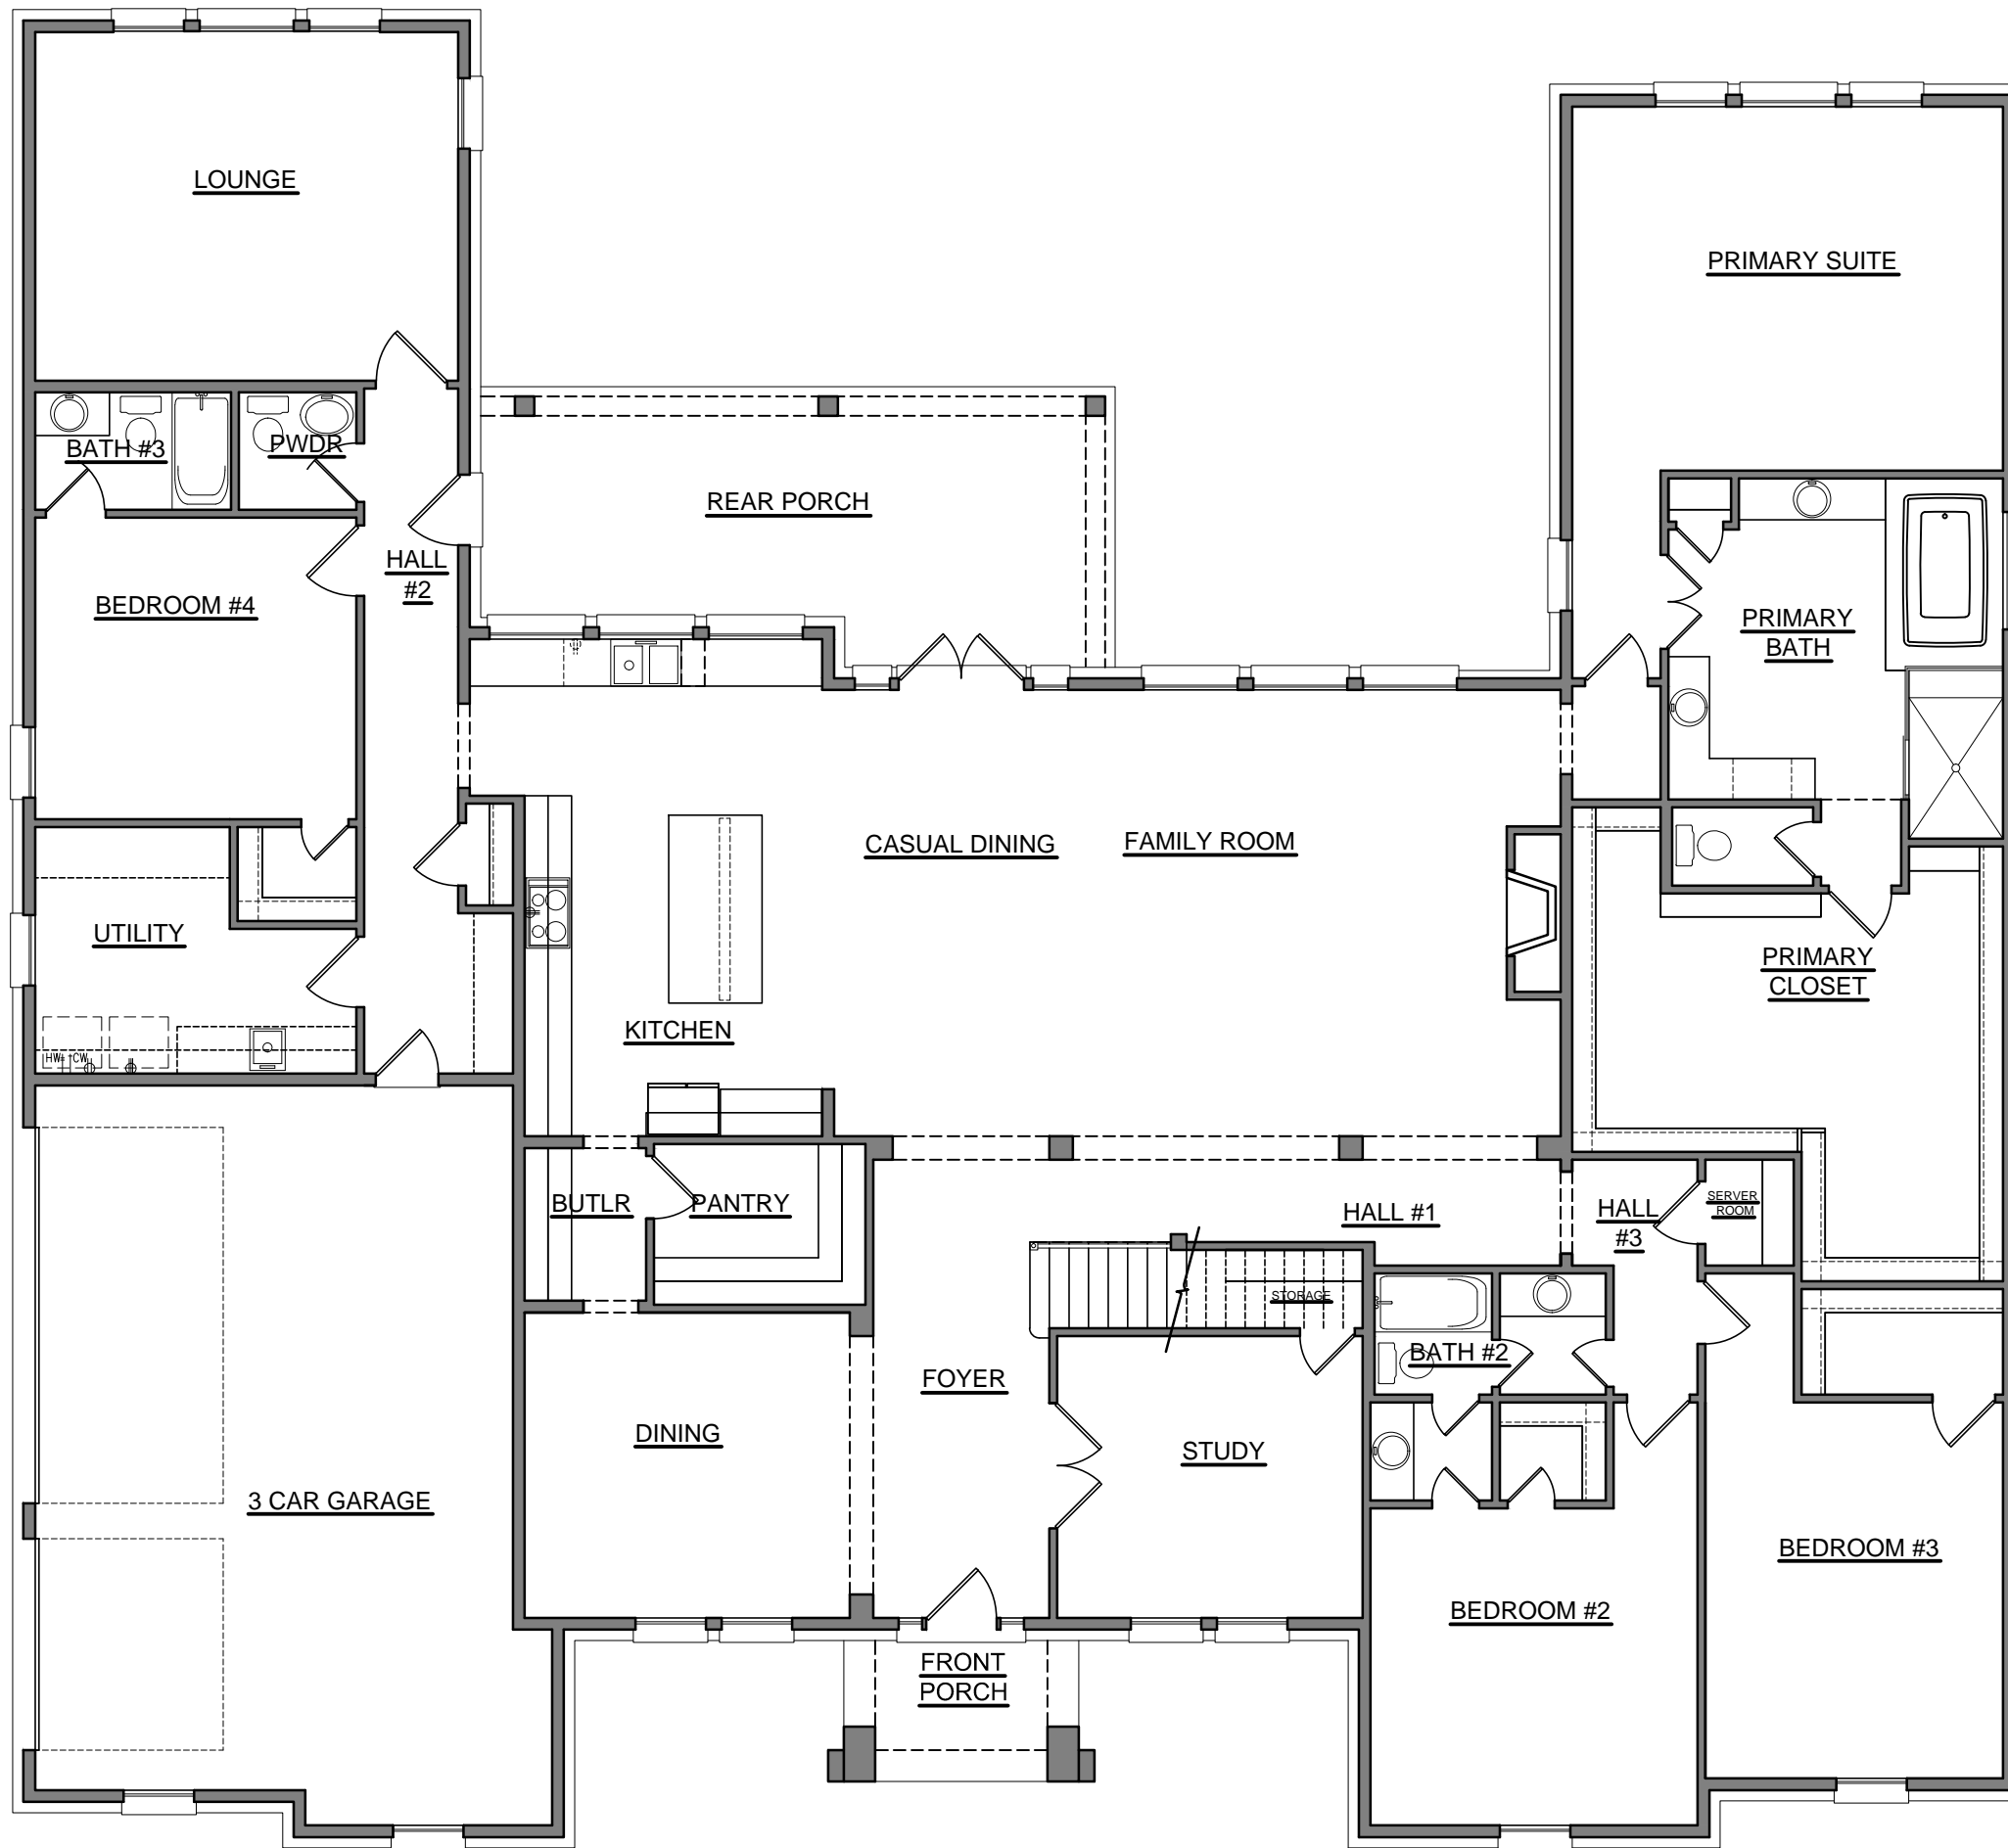 LOUNGE
PRIMARY SUITE
BATH #3
PWDR
REAR PORCH
HALL
#2
BEDROOM #4
PRIMARY
BATH
CASUAL DINING
FAMILY ROOM
UTILITY
PRIMARY
CLOSET
KITCHEN
HW
CW
BUTLR
PANTRY
HALL #1
HALL
#3
SERVER
ROOM
STORAGE
BATH #2
FOYER
DINING
STUDY
3 CAR GARAGE
BEDROOM #3
BEDROOM #2
FRONT
PORCH